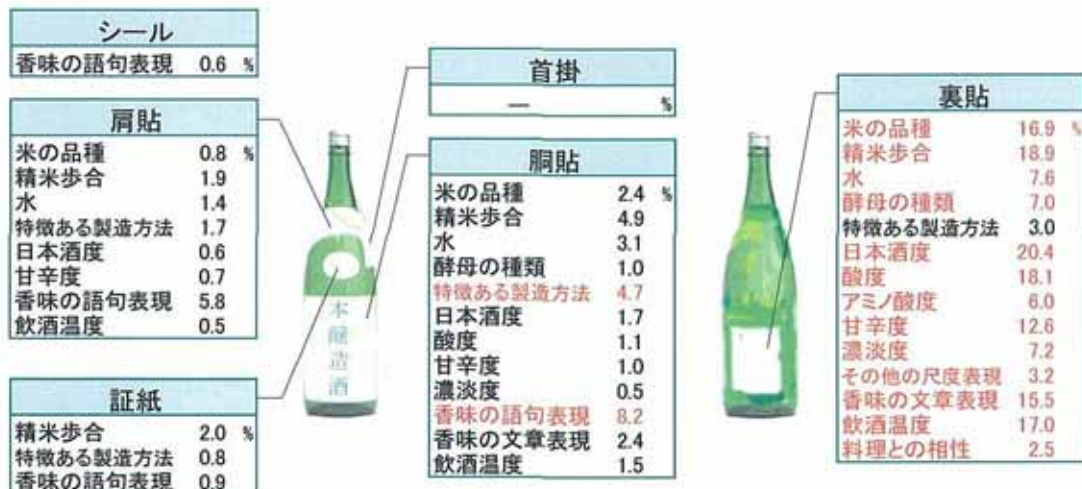 シール
香味の語句表現 0.6 %
肩貼
米の品種 0.8 %
精米歩合 1.9
水 1.4
特徴ある製造方法 1.7
日本酒度 0.6
甘辛度 0.7
香味の語句表現 5.8
飲酒温度 0.5
証紙
精米歩合 2.0 %
特徴ある製造方法 0.8
香味の語句表現 0.9
本醸造酒
首掛
— %
胴貼
米の品種 2.4 %
精米歩合 4.9
水 3.1
酵母の種類 1.0
特徴ある製造方法 4.7
日本酒度 1.7
酸度 1.1
甘辛度 1.0
濃淡度 0.5
香味の語句表現 8.2
香味の文章表現 2.4
飲酒温度 1.5
裏貼
米の品種 16.9 %
精米歩合 18.9
水 7.6
酵母の種類 7.0
特徴ある製造方法 3.0
日本酒度 20.4
酸度 18.1
アミノ酸度 6.0
甘辛度 12.6
濃淡度 7.2
その他の尺度表現 3.2
香味の文章表現 15.5
飲酒温度 17.0
料理との相性 2.5